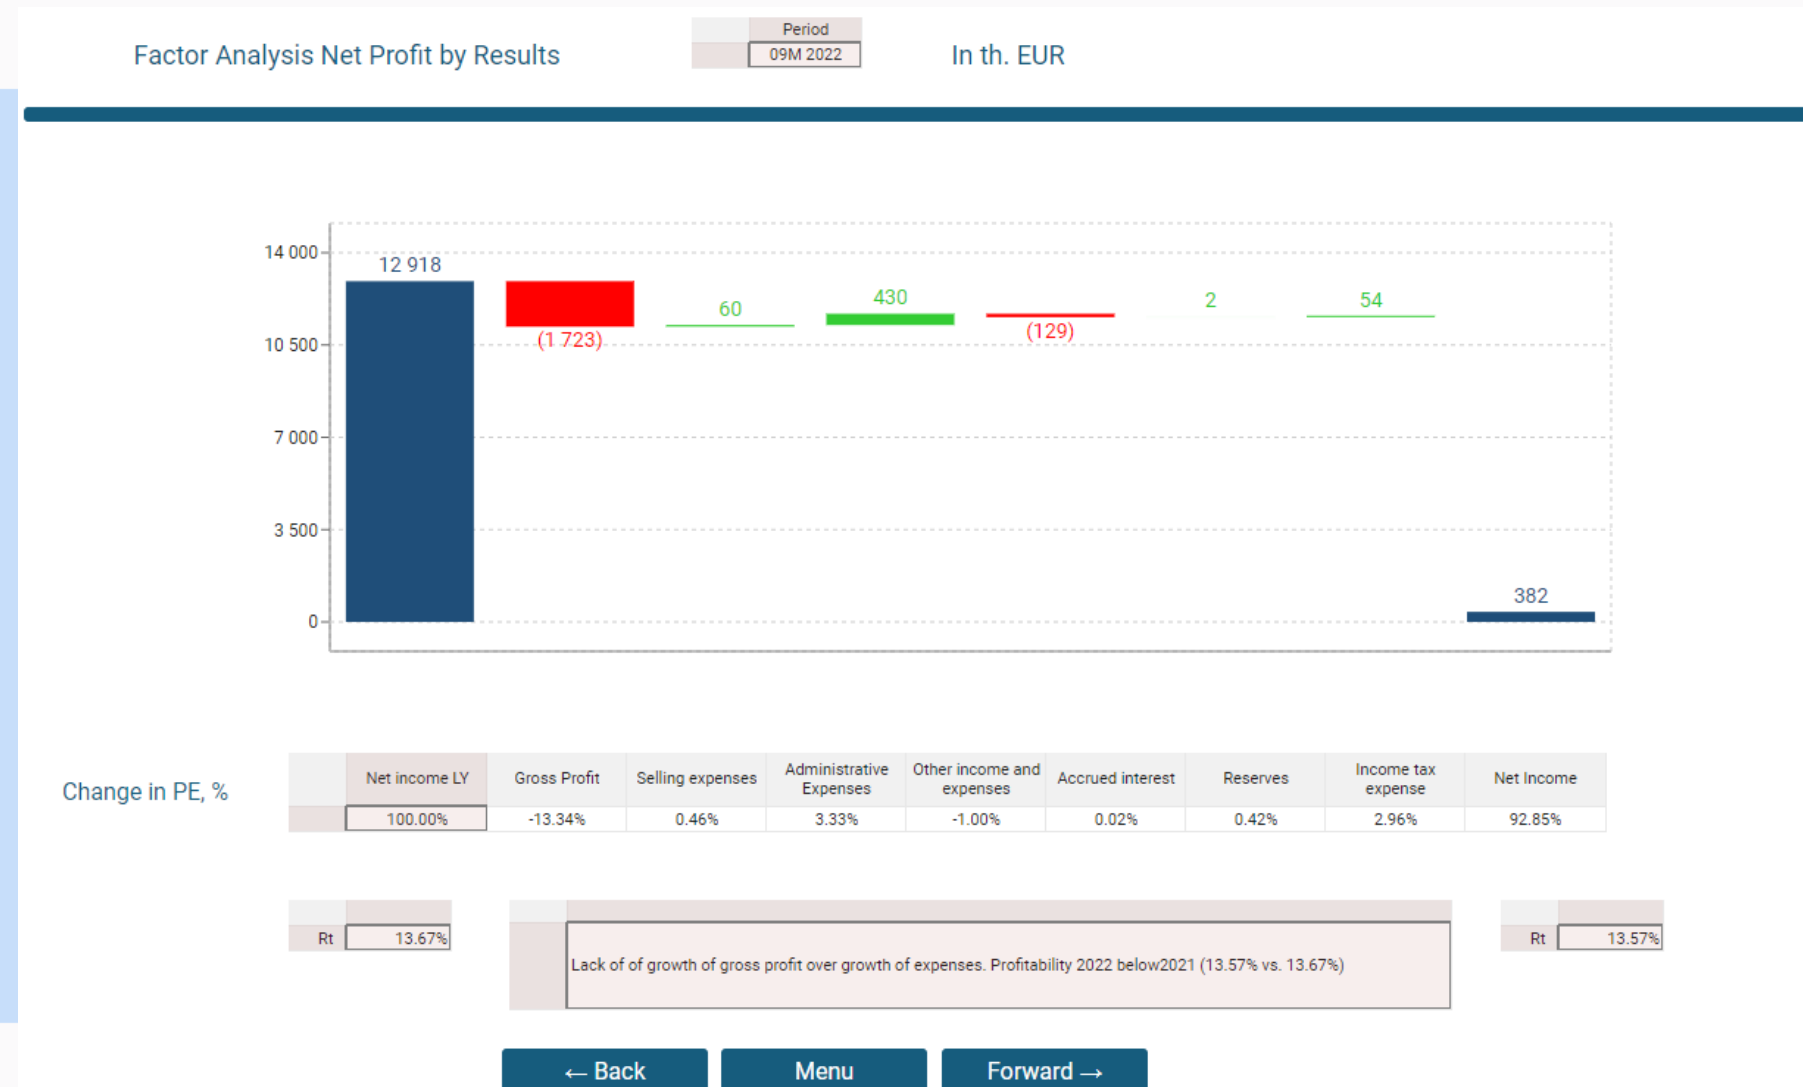 Period
Factor Analysis Net Profit by Results
09M 2022
In th. EUR
14 000
12 918
10 500
7 000
3 500
0
(1 723)
60
430
(129)
2
54
382
Change in PE, %
Net income LY
Gross Profit
Selling expenses
Administrative
Expenses
Other income and
expenses
Accrued interest
Reserves
Income tax
expense
Net Income
100.00%
-13.34%
0.46%
3.33%
-1.00%
0.02%
0.42%
2.96%
92.85%
Rt
13.67%
Lack of of growth of gross profit over growth of expenses. Profitability 2022 below2021 (13.57% vs. 13.67%)
Rt
13.57%
← Back
Menu
Forward →